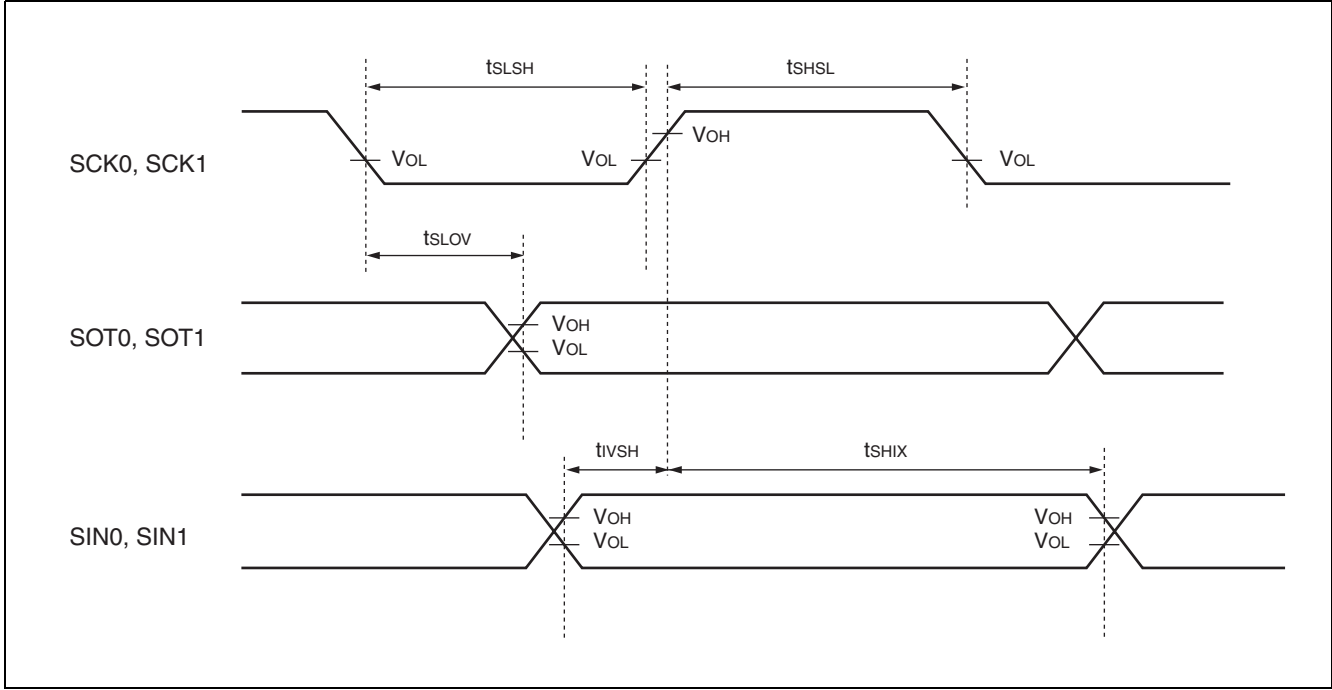 tSLSH tSHSL
SCK0, SCK1
VOL VOL VOH VOL
tSLOV
SOT0, SOT1
VOH
VOL
tIVSH tSHIX
SIN0, SIN1
VOH VOH
VOL VOL